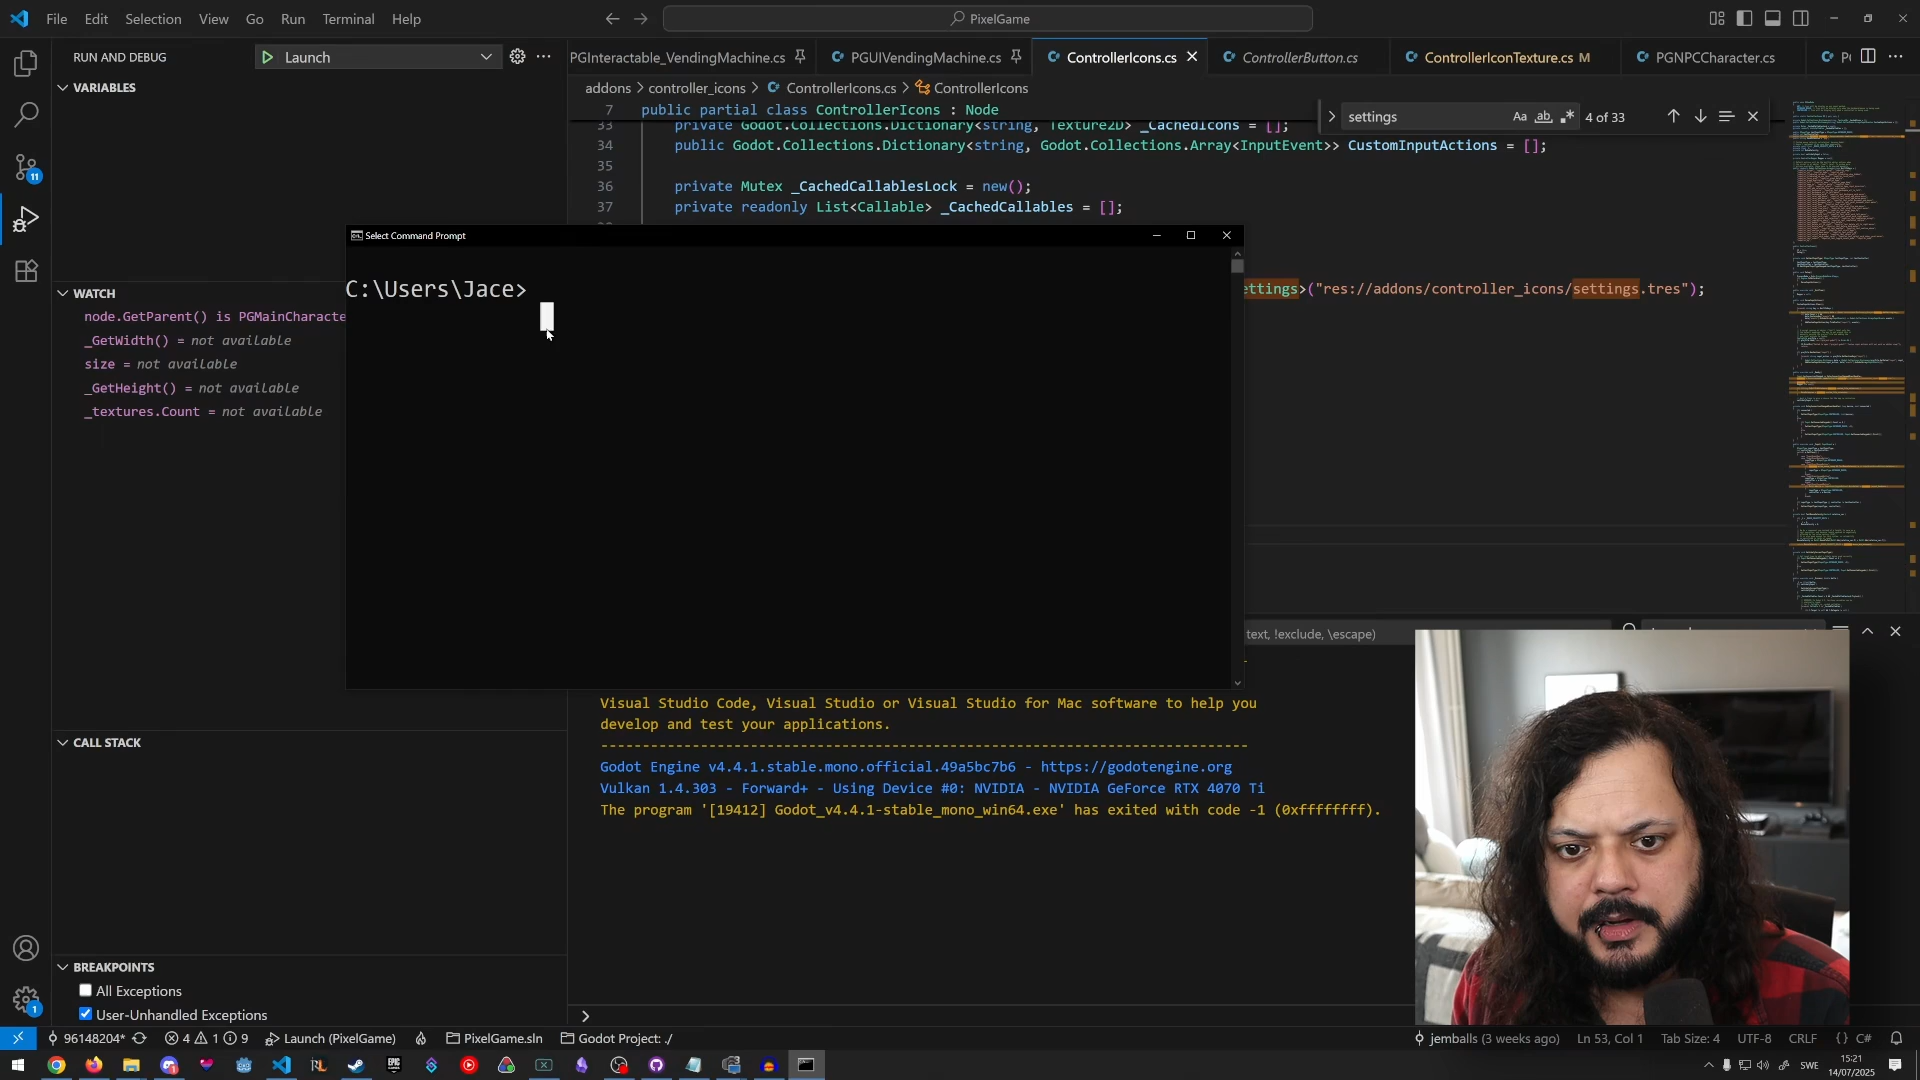 File Edit Selection View Go Run Terminal Help
PixelGame
RUN AND DEBUG
Launch
PGInteractable_VendingMachine.cs
PGUIVendingMachine.cs
ControllerIcons.cs
ControllerButton.cs
ControllerIconTexture.cs M
PGNPCCharacter.cs
VARIABLES
addons > controller_icons > ControllerIcons.cs > ControllerIcons
7 public partial class ControllerIcons : Node
settings
4 of 33
33 private Godot.Collections.Dictionary<string, Texture2D> _CachedIcons = [];
34 public Godot.Collections.Dictionary<string, Godot.Collections.Array<InputEvent>> CustomInputActions = [];
35
36 private Mutex _CachedCallablesLock = new();
37 private readonly List<Callable> _CachedCallables = [];
Select Command Prompt
C:\Users\Jace>
ettings>("res://addons/controller_icons/settings.tres");
WATCH
node.GetParent() is PGMainCharacte
_GetWidth() = not available
size = not available
_GetHeight() = not available
_textures.Count = not available
text, !exclude, \escape)
Visual Studio Code, Visual Studio or Visual Studio for Mac software to help you
develop and test your applications.
-------------------------------------------------------------------------------
Godot Engine v4.4.1.stable.mono.official.49a5bc7b6 - https://godotengine.org
Vulkan 1.4.303 - Forward+ - Using Device #0: NVIDIA - NVIDIA GeForce RTX 4070 Ti
The program '[19412] Godot_v4.4.1-stable_mono_win64.exe' has exited with code -1 (0xffffffff).
CALL STACK
BREAKPOINTS
All Exceptions
User-Unhandled Exceptions
11
1
96148204*
4 1 9
Launch (PixelGame)
PixelGame.sln
Godot Project: ./
jemballs (3 weeks ago)
Ln 53, Col 1
Tab Size: 4
UTF-8
CRLF
{} C#
SWE
15:21
14/07/2025